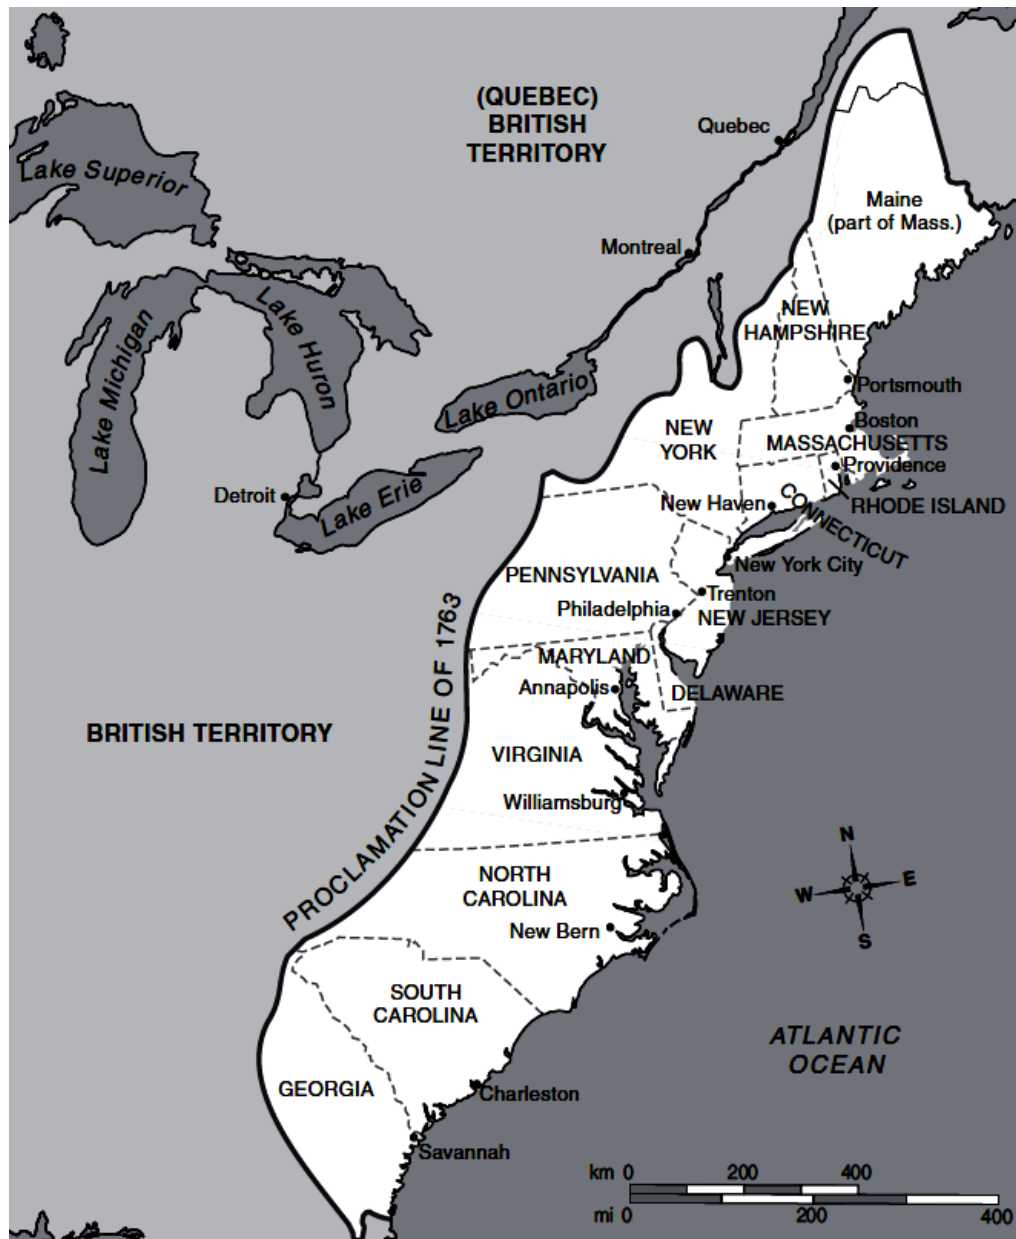 (QUEBEC)
BRITISH
TERRITORY
Quebec
Lake Superior
Maine
(part of Mass.)
Montreal
Lake Michigan
Lake Huron
NEW
HAMPSHIRE
Lake Ontario
Portsmouth
Boston
NEW
YORK
MASSACHUSETTS
Providence
Detroit
Lake Erie
New Haven
CONNECTICUT
RHODE ISLAND
New York City
PENNSYLVANIA
Trenton
Philadelphia
NEW JERSEY
PROCLAMATION LINE OF 1763
MARYLAND
Annapolis
DELAWARE
BRITISH TERRITORY
VIRGINIA
Williamsburg
N
W
E
S
NORTH
CAROLINA
New Bern
SOUTH
CAROLINA
ATLANTIC
OCEAN
GEORGIA
Charleston
Savannah
km 0 200 400
mi 0 200 400